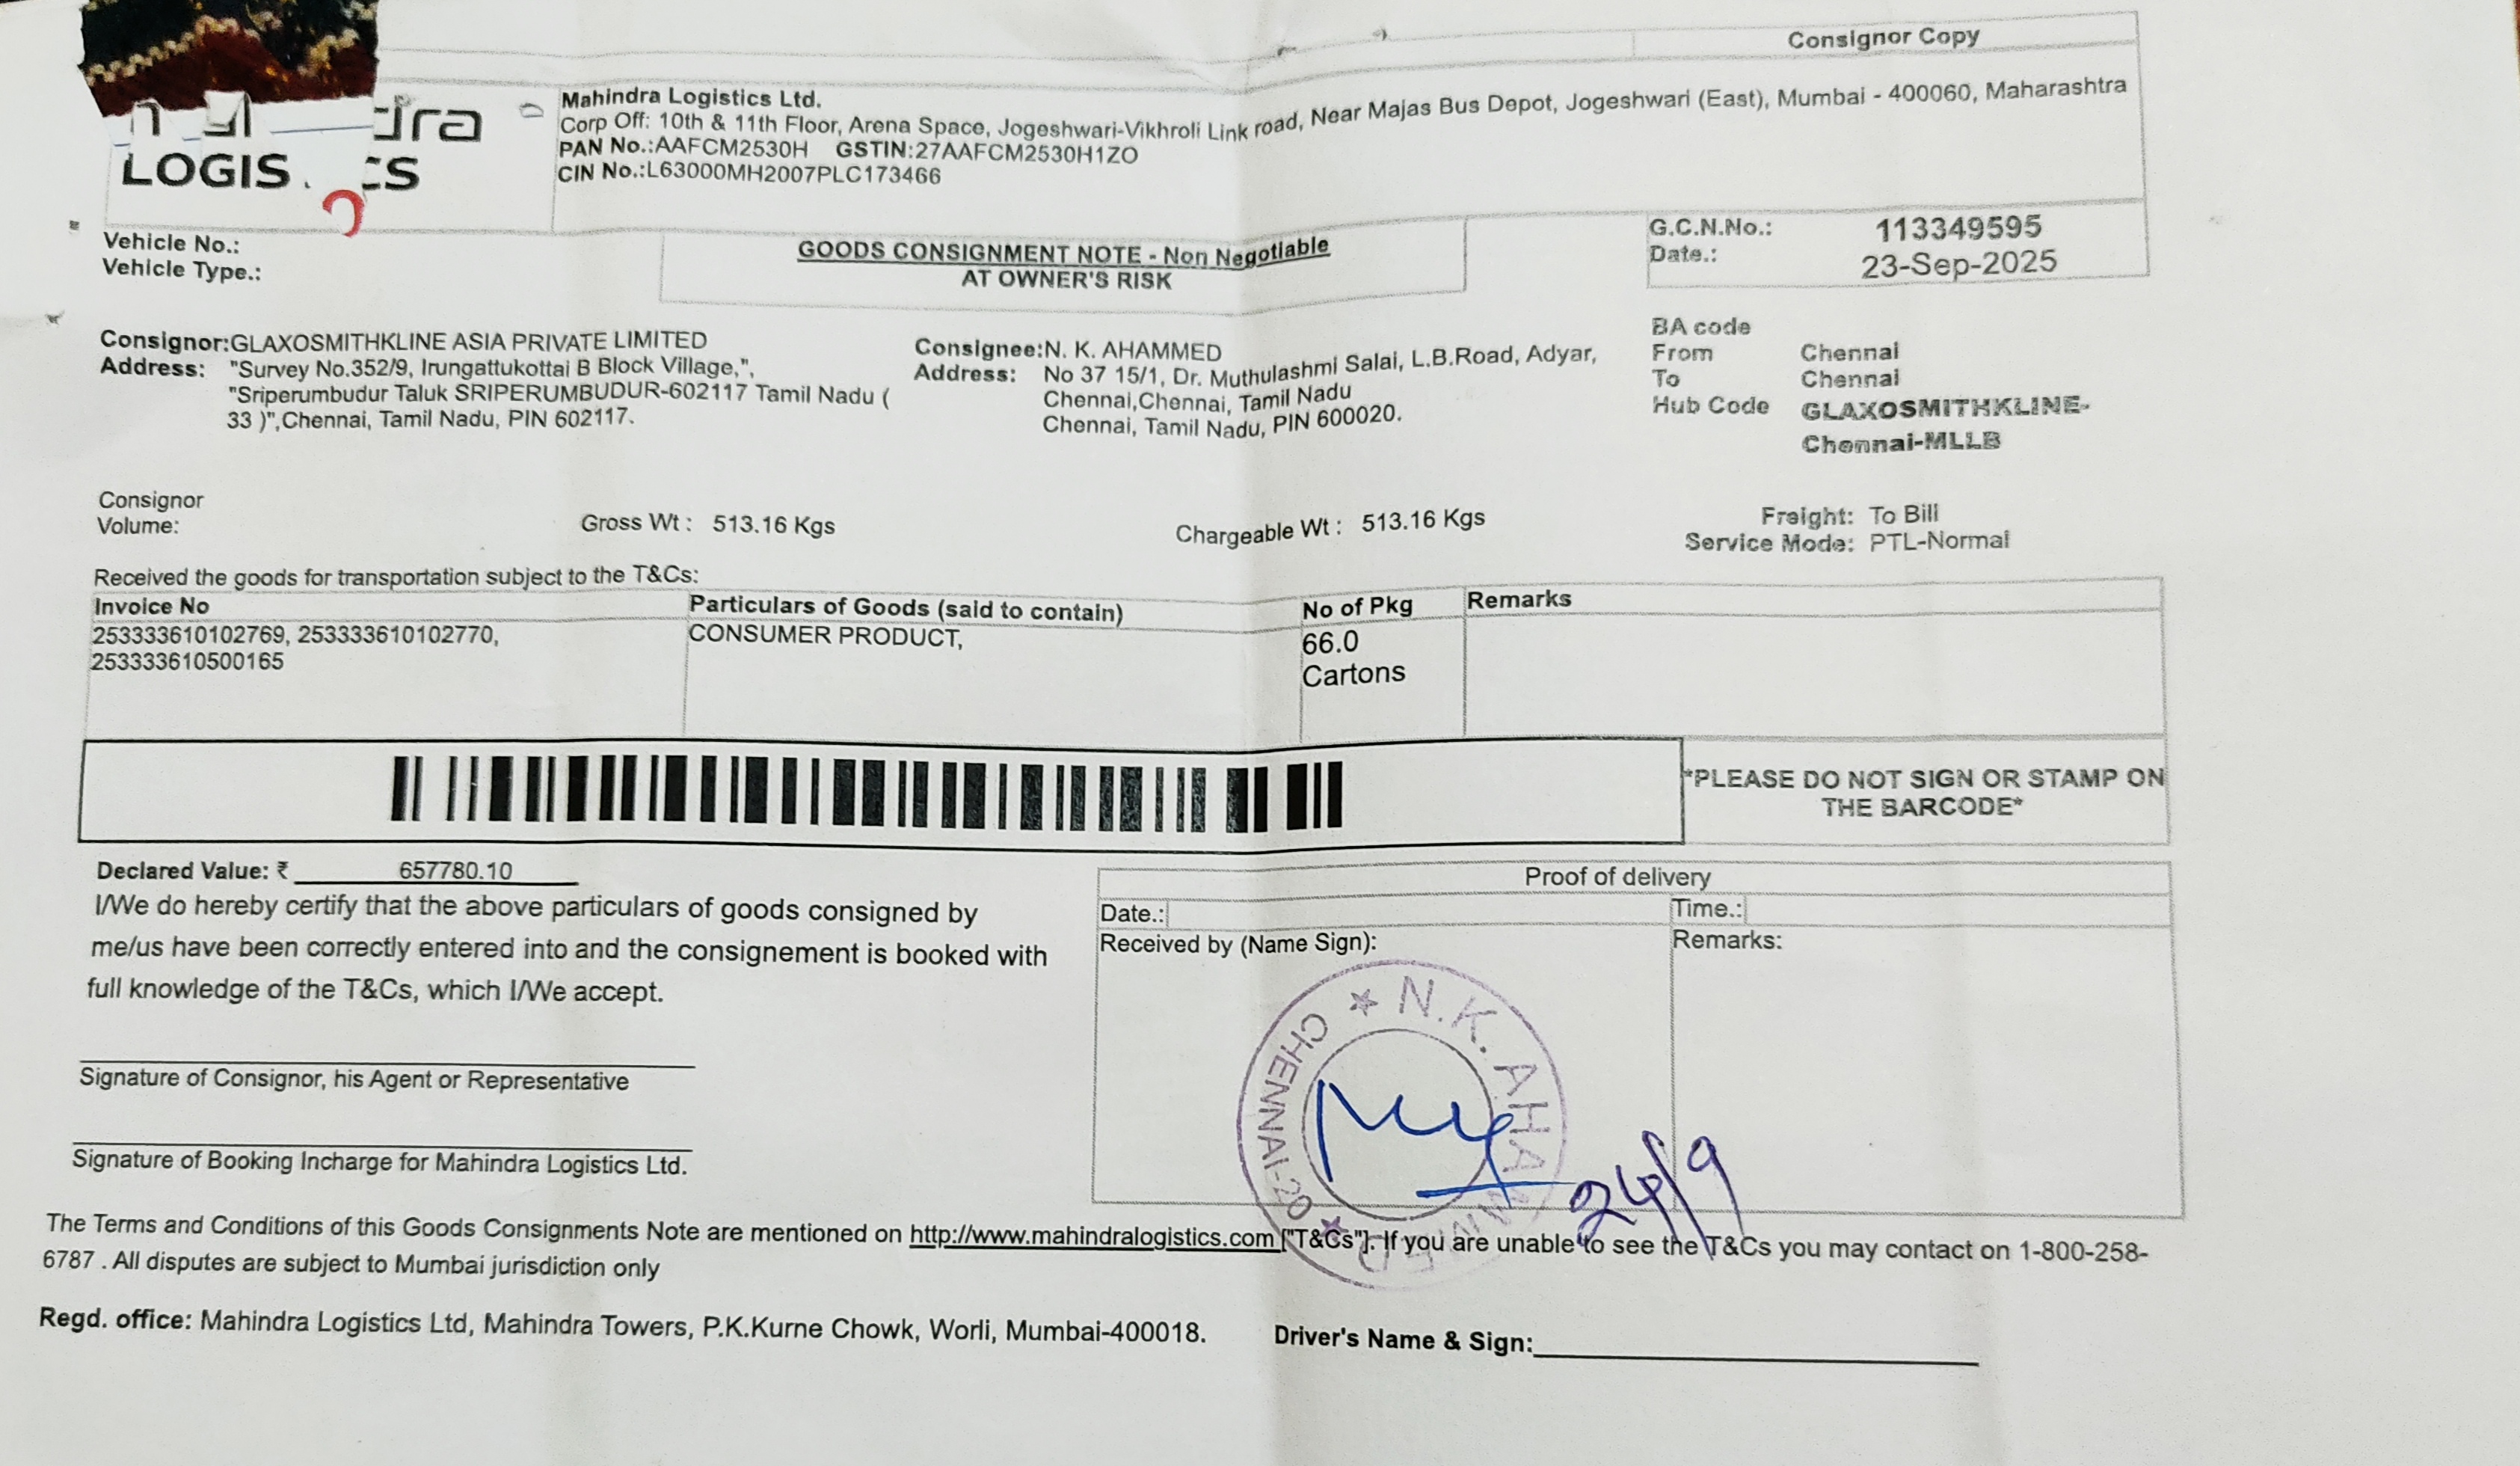 Consignor Copy
LOGIS CS
Mahindra Logistics Ltd.
Corp Off: 10th & 11th Floor, Arena Space, Jogeshwari-Vikhroli Link road, Near Majas Bus Depot, Jogeshwari (East), Mumbai - 400060, Maharashtra
PAN No.:AAFCM2530H GSTIN:27AAFCM2530H1ZO
CIN No.:L63000MH2007PLC173466
Vehicle No.:
Vehicle Type.:
GOODS CONSIGNMENT NOTE - Non Negotiable
AT OWNER'S RISK
G.C.N.No.: 113349595
Date.: 23-Sep-2025
Consignor:GLAXOSMITHKLINE ASIA PRIVATE LIMITED
Address: "Survey No.352/9, Irungattukottai B Block Village,",
"Sriperumbudur Taluk SRIPERUMBUDUR-602117 Tamil Nadu (
33 )",Chennai, Tamil Nadu, PIN 602117.
Consignee:N. K. AHAMMED
Address: No 37 15/1, Dr. Muthulashmi Salai, L.B.Road, Adyar,
Chennai,Chennai, Tamil Nadu
Chennai, Tamil Nadu, PIN 600020.
BA code
From Chennai
To Chennai
Hub Code GLAXOSMITHKLINE-
Chennai-MLLB
Consignor
Volume:
Gross Wt : 513.16 Kgs
Chargeable Wt : 513.16 Kgs
Freight: To Bill
Service Mode: PTL-Normal
Received the goods for transportation subject to the T&Cs:
Invoice No Particulars of Goods (said to contain) No of Pkg Remarks
253333610102769, 253333610102770, CONSUMER PRODUCT, 66.0
253333610500165 Cartons
*PLEASE DO NOT SIGN OR STAMP ON
THE BARCODE*
Declared Value: ₹ 657780.10
I/We do hereby certify that the above particulars of goods consigned by
me/us have been correctly entered into and the consignement is booked with
full knowledge of the T&Cs, which I/We accept.
Signature of Consignor, his Agent or Representative
Signature of Booking Incharge for Mahindra Logistics Ltd.
Proof of delivery
Date.: Time.:
Received by (Name Sign): Remarks:
N.K. AHAMMED
CHENNAI-20
24/9
The Terms and Conditions of this Goods Consignments Note are mentioned on http://www.mahindralogistics.com ["T&Cs"]. If you are unable to see the T&Cs you may contact on 1-800-258-
6787 . All disputes are subject to Mumbai jurisdiction only
Regd. office: Mahindra Logistics Ltd, Mahindra Towers, P.K.Kurne Chowk, Worli, Mumbai-400018.
Driver's Name & Sign: